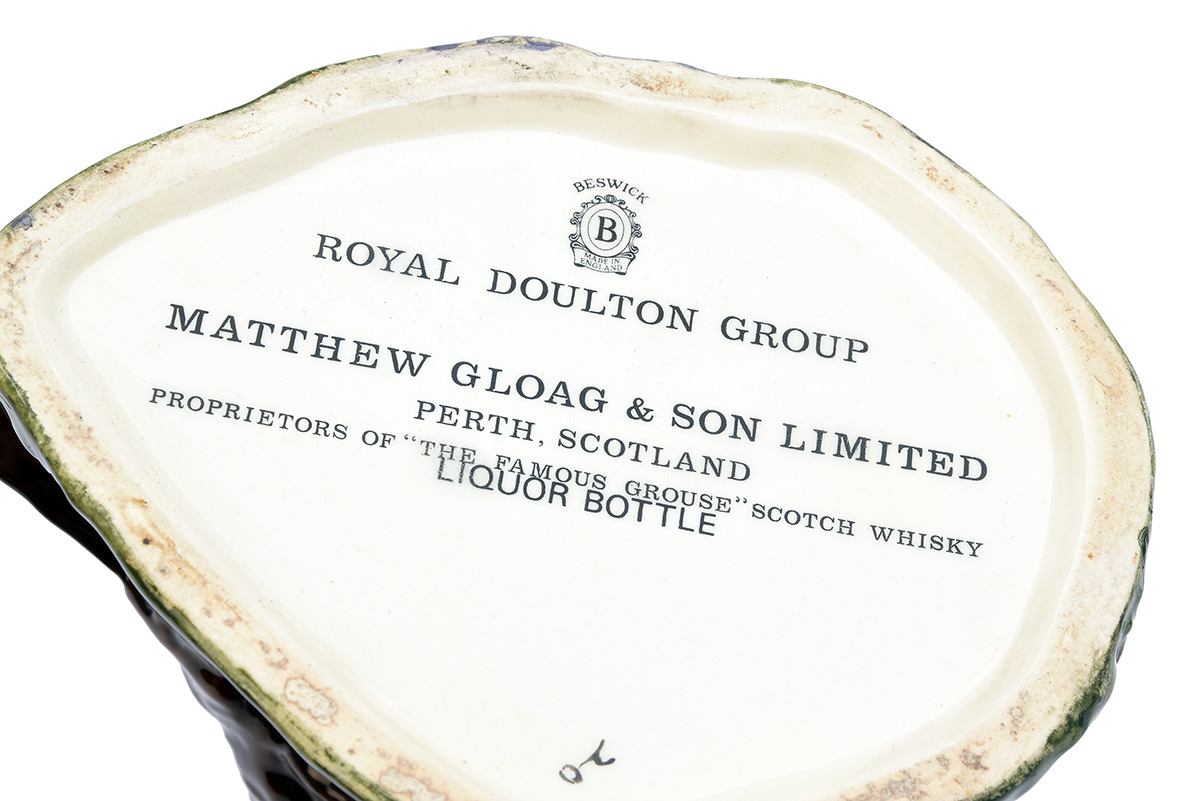 BESWICK
B
MADE IN
ENGLAND
ROYAL DOULTON GROUP
MATTHEW GLOAG & SON LIMITED
PERTH, SCOTLAND
PROPRIETORS OF “THE FAMOUS GROUSE” SCOTCH WHISKY
LIQUOR BOTTLE